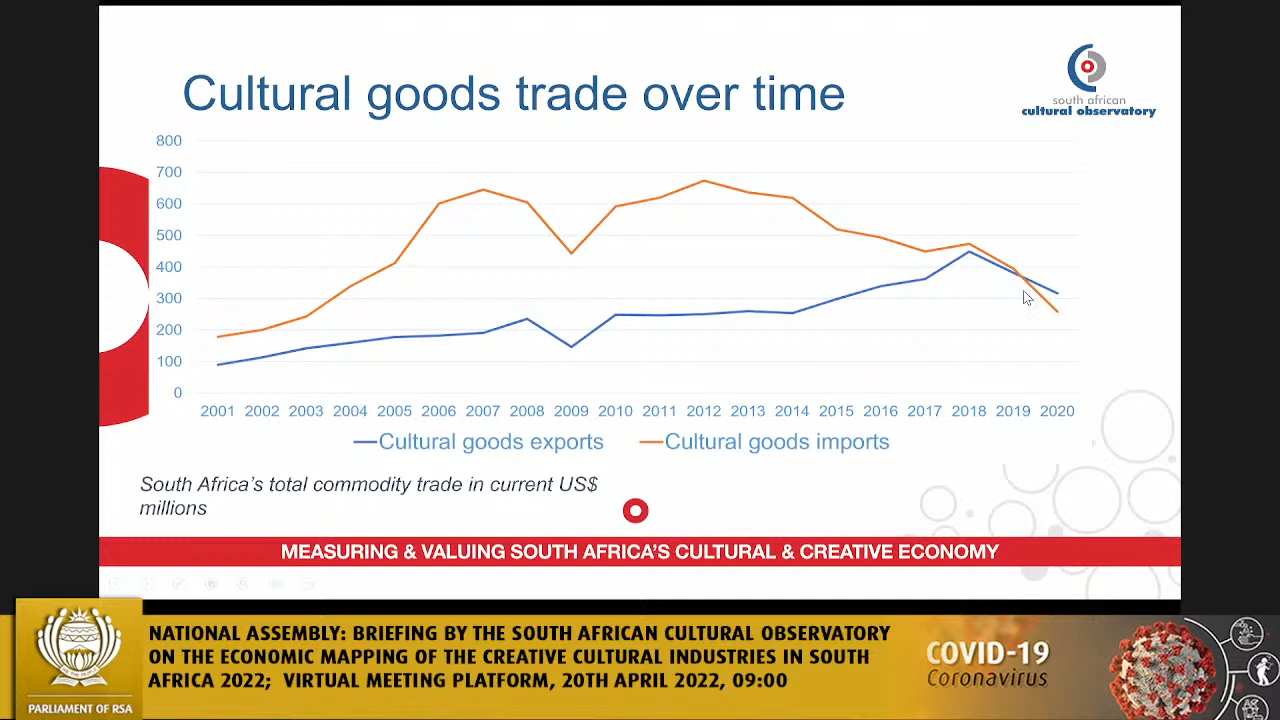 Cultural goods trade over time
south african
cultural observatory
800
700
600
500
400
300
200
100
0
2001 2002 2003 2004 2005 2006 2007 2008 2009 2010 2011 2012 2013 2014 2015 2016 2017 2018 2019 2020
Cultural goods exports Cultural goods imports
South Africa's total commodity trade in current US$
millions
MEASURING & VALUING SOUTH AFRICA'S CULTURAL & CREATIVE ECONOMY
NATIONAL ASSEMBLY: BRIEFING BY THE SOUTH AFRICAN CULTURAL OBSERVATORY
ON THE ECONOMIC MAPPING OF THE CREATIVE CULTURAL INDUSTRIES IN SOUTH
AFRICA 2022; VIRTUAL MEETING PLATFORM, 20TH APRIL 2022, 09:00
PARLIAMENT OF RSA
COVID-19
Coronavirus